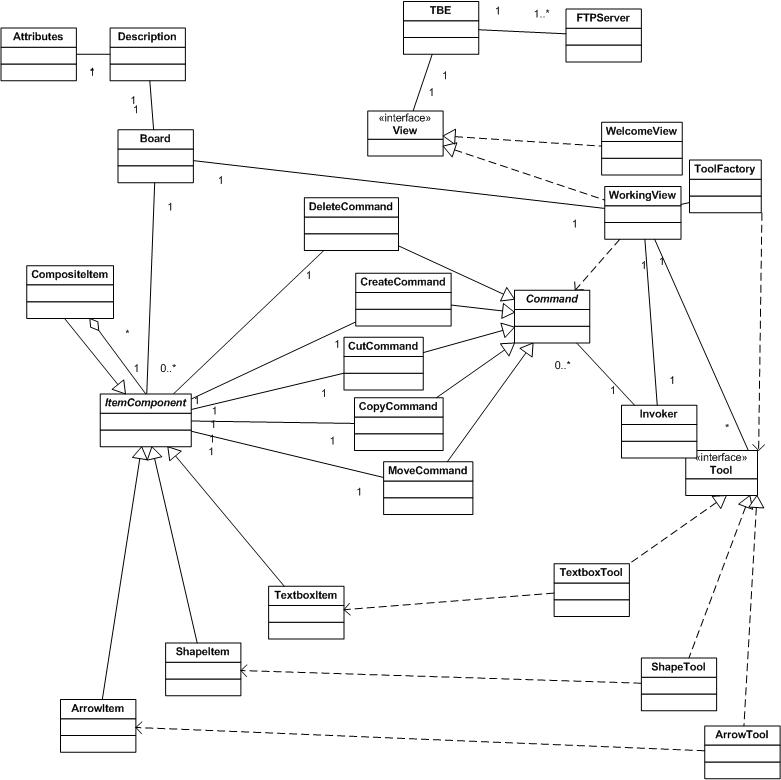 TBE
1
1..*
FTPServer
Attributes
Description
*
1
1
1
1
«interface»
View
Board
WelcomeView
ToolFactory
1
WorkingView
DeleteCommand
1
1
CompositeItem
1
CreateCommand
1
1
Command
*
1
0..*
1
CutCommand
0..*
1
1
1
ItemComponent
1
1
1
1
CopyCommand
1
Invoker
*
1
MoveCommand
«interface»
Tool
TextboxTool
TextboxItem
ShapeItem
ShapeTool
ArrowItem
ArrowTool